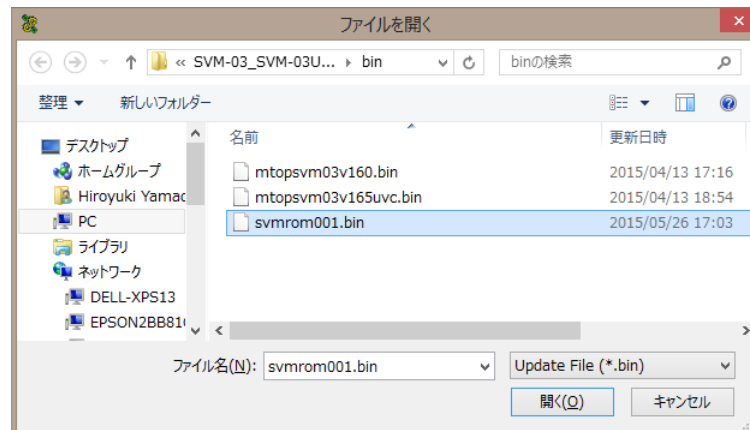 ファイルを開く
« SVM-03_SVM-03U... ▸ bin
binの検索
整理 ▼ 新しいフォルダー
名前 更新日時
デスクトップ
ホームグループ
Hiroyuki Yamac
PC
ライブラリ
ネットワーク
DELL-XPS13
EPSON2BB81
mtopsvm03v160.bin 2015/04/13 17:16
mtopsvm03v165uvc.bin 2015/04/13 18:54
svmrom001.bin 2015/05/26 17:03
ファイル名(N): svmrom001.bin Update File (*.bin)
開く(O) キャンセル